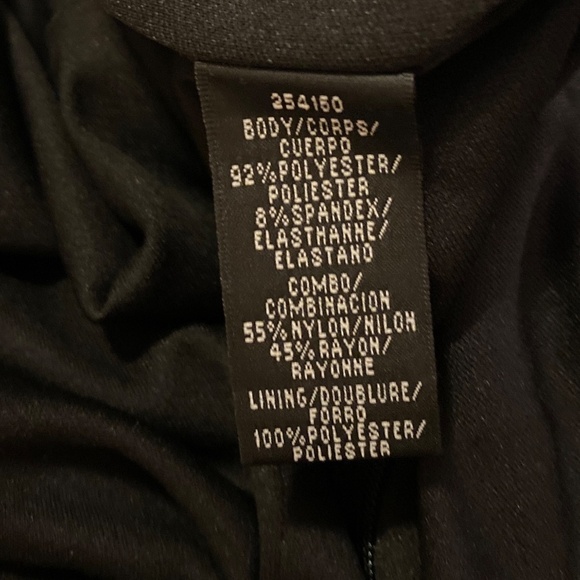 254160
BODY/CORPS/
CUERPO
92%POLYESTER/
POLIESTER
8%SPANDEX/
ELASTHANNE/
ELASTANO
COMBO/
COMBINACION
55%NYLON/NILON
45%RAYON/
RAYONNE
LINING/DOUBLURE/
FORRO
100%POLYESTER/
POLIESTER